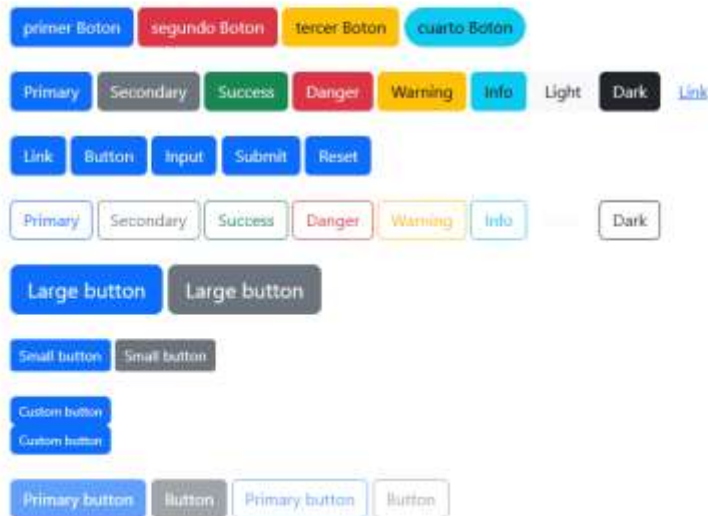 primer Boton segundo Boton tercer Boton cuarto Boton
Primary Secondary Success Danger Warning Info Light Dark Link
Link Button Input Submit Reset
Primary Secondary Success Danger Warning Info Dark
Large button Large button
Small button Small button
Custom button
Custom button
Primary button Button Primary button Button